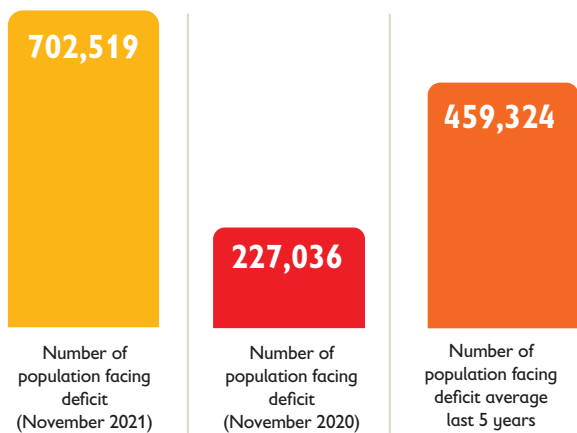 702,519
Number of
population facing
deficit
(November 2021)
227,036
Number of
population facing
deficit
(November 2020)
459,324
Number of
population facing
deficit average
last 5 years